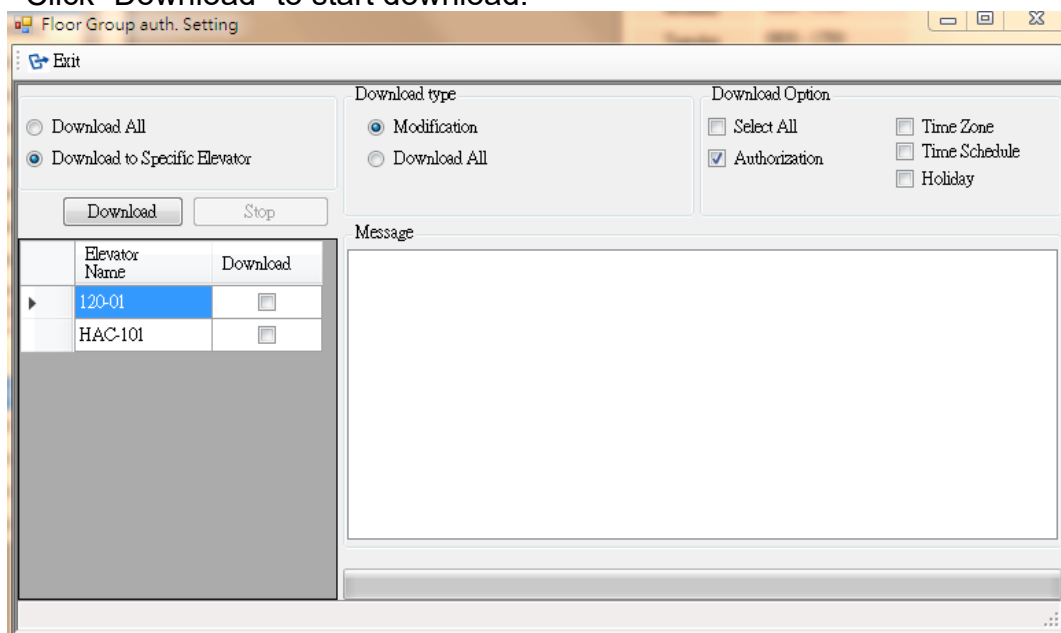 Click "Download" to start download.
Floor Group auth. Setting
Exit
Download All
Download to Specific Elevator
Download Stop
Elevator Name Download
120-01
HAC-101
Download type
Modification
Download All
Download Option
Select All Time Zone
Authorization Time Schedule
Holiday
Message